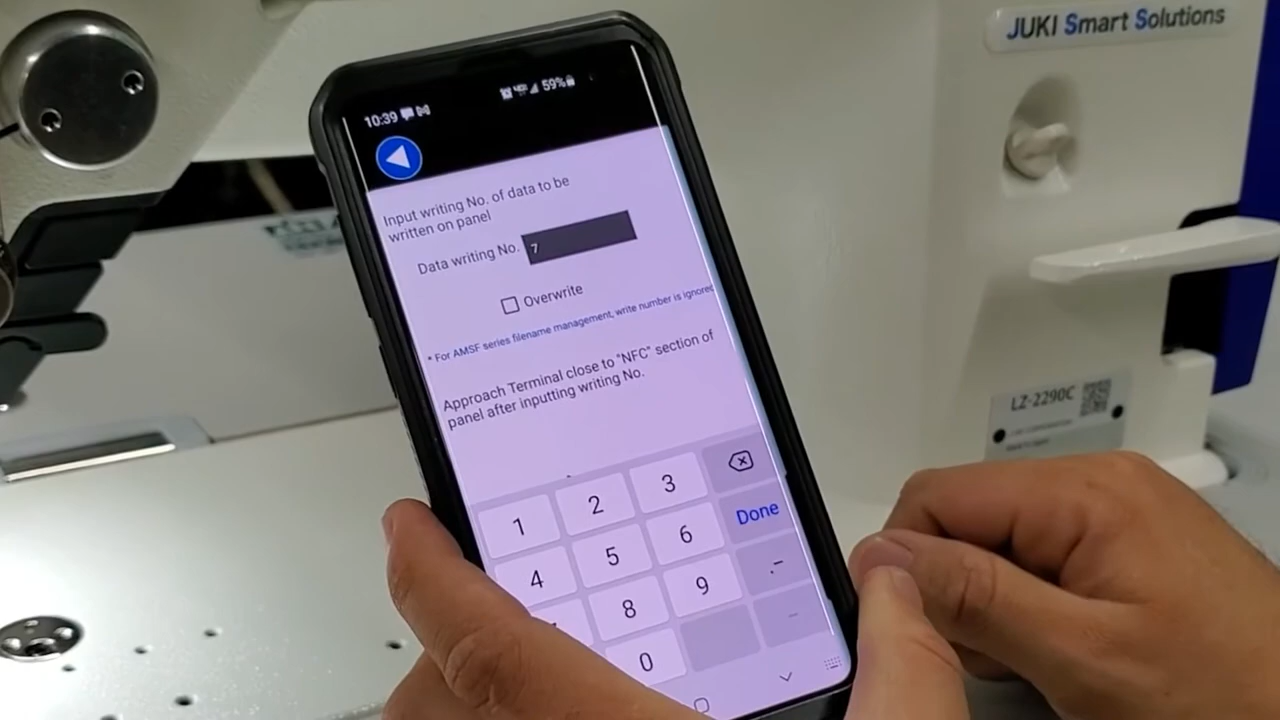 JUKI Smart Solutions
10:39
59%
Input writing No. of data to be
written on panel
Data writing No. 7
Overwrite
* For AMSF series filename management, write number is ignored
Approach Terminal close to "NFC" section of
panel after inputting writing No.
1 2 3
4 5 6 Done
8 9 .-
0
LZ-2290C